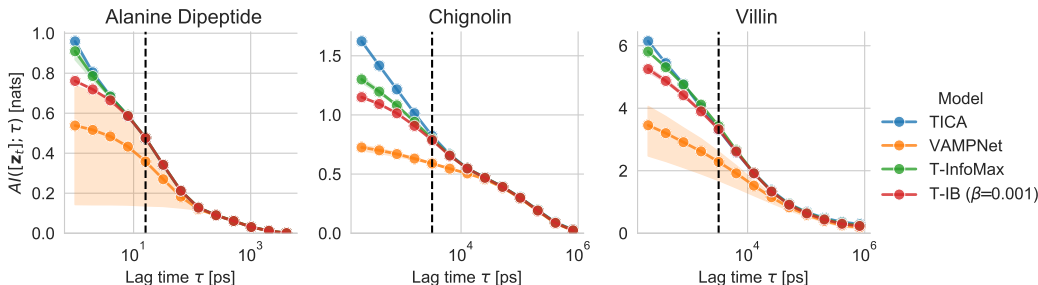 Alanine Dipeptide
Chignolin
Villin
AI([z_t]; τ) [nats]
1.0
0.8
0.6
0.4
0.2
0.0
10^1
10^3
Lag time τ [ps]
1.5
1.0
0.5
0.0
10^4
10^6
Lag time τ [ps]
6
4
2
0
10^4
10^6
Lag time τ [ps]
Model
TICA
VAMPNet
T-InfoMax
T-IB (β=0.001)